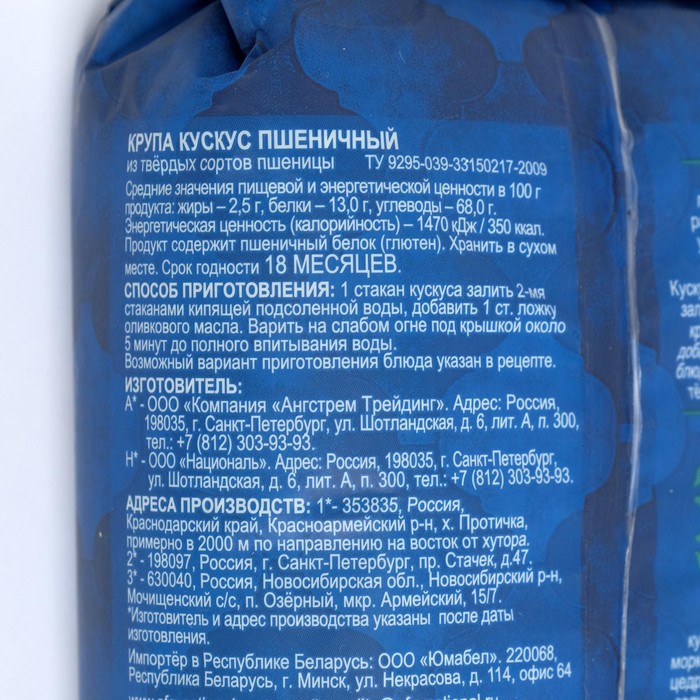 КРУПА КУСКУС ПШЕНИЧНЫЙ
из твёрдых сортов пшеницы ТУ 9295-039-33150217-2009
Средние значения пищевой и энергетической ценности в 100 г
продукта: жиры – 2,5 г, белки – 13,0 г, углеводы – 68,0 г.
Энергетическая ценность (калорийность) – 1470 кДж / 350 ккал.
Продукт содержит пшеничный белок (глютен). Хранить в сухом
месте. Срок годности 18 МЕСЯЦЕВ.
СПОСОБ ПРИГОТОВЛЕНИЯ: 1 стакан кускуса залить 2-мя
стаканами кипящей подсоленной воды, добавить 1 ст. ложку
оливкового масла. Варить на слабом огне под крышкой около
5 минут до полного впитывания воды.
Возможный вариант приготовления блюда указан в рецепте.
ИЗГОТОВИТЕЛЬ:
А* - ООО «Компания «Ангстрем Трейдинг». Адрес: Россия,
198035, г. Санкт-Петербург, ул. Шотландская, д. 6, лит. А, п. 300,
тел.: +7 (812) 303-93-93.
Н* - ООО «Националь». Адрес: Россия, 198035, г. Санкт-Петербург,
ул. Шотландская, д. 6, лит. А, п. 300, тел.: +7 (812) 303-93-93.
АДРЕСА ПРОИЗВОДСТВ: 1*- 353835, Россия,
Краснодарский край, Красноармейский р-н, х. Протичка,
примерно в 2000 м по направлению на восток от хутора.
2* - 198097, Россия, г. Санкт-Петербург, пр. Стачек, д.47.
3* - 630040, Россия, Новосибирская обл., Новосибирский р-н,
Мочищенский с/с, п. Озёрный, мкр. Армейский, 15/7.
*Изготовитель и адрес производства указаны после даты
изготовления.
Импортёр в Республике Беларусь: ООО «Юмабел». 220068,
Республика Беларусь, г. Минск, ул. Некрасова, д. 114, офис 64